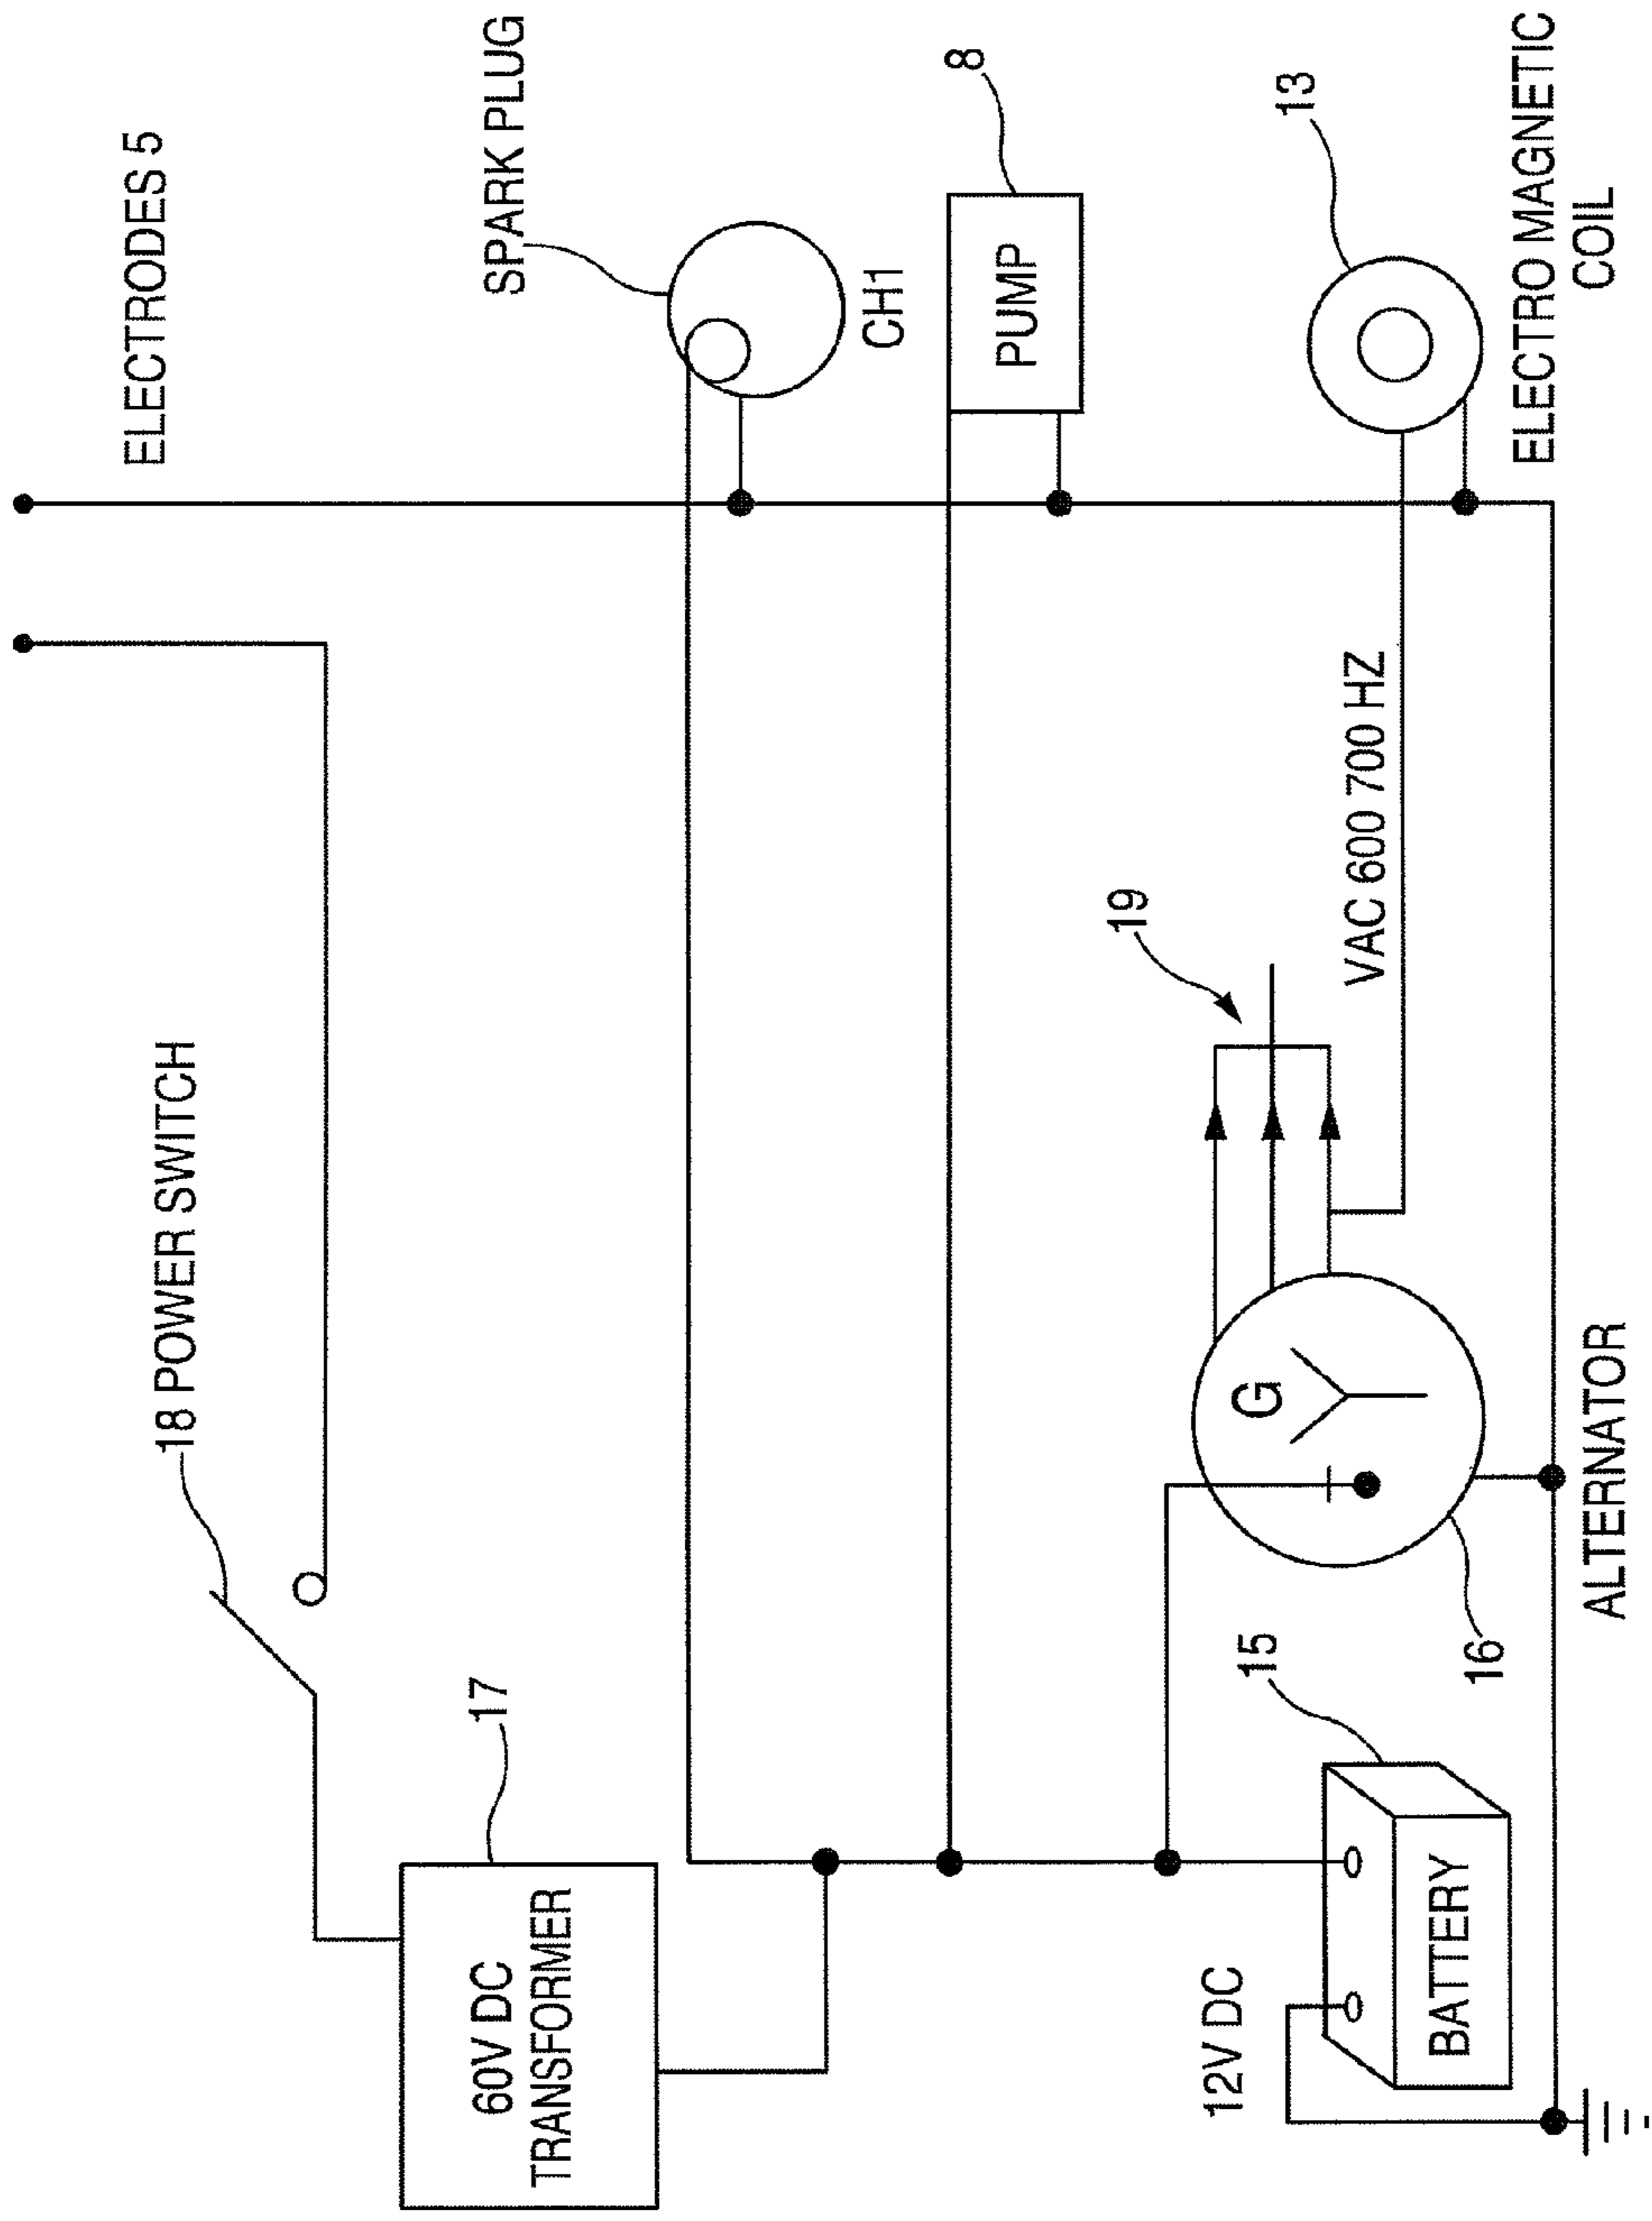 ELECTRODES 5
18 POWER SWITCH
SPARK PLUG
17
60V DC
TRANSFORMER
CH1
8
PUMP
19
13
VAC 600 700 HZ
12V DC
15
G
BATTERY
16
ALTERNATOR
ELECTRO MAGNETIC
COIL